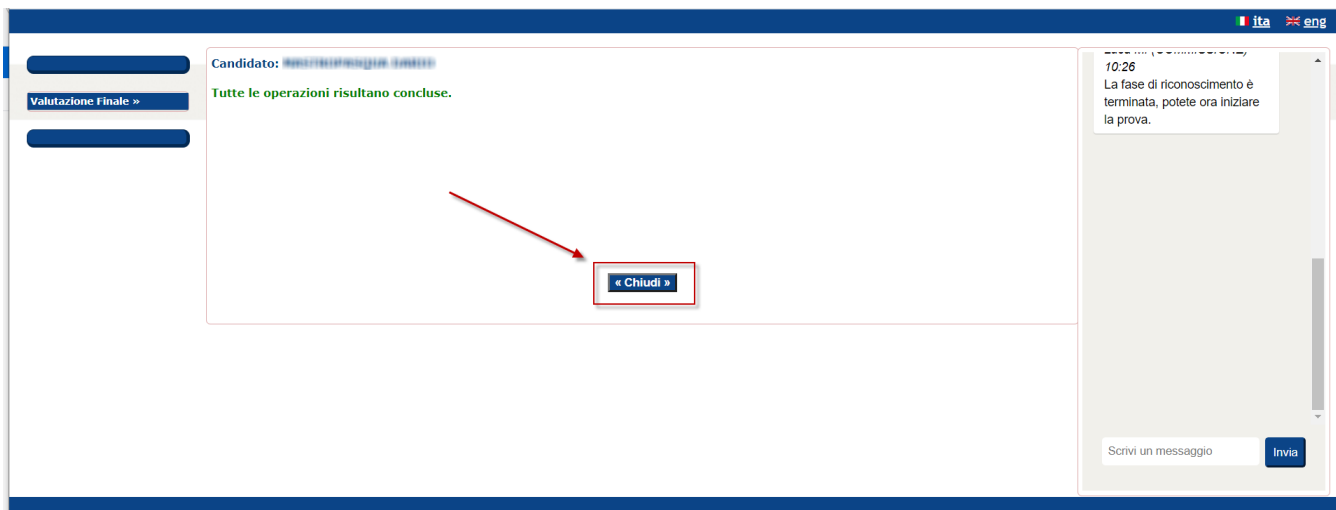 ita eng
Candidato:
Tutte le operazioni risultano concluse.
Valutazione Finale »
« Chiudi »
10:26
La fase di riconoscimento è
terminata, potete ora iniziare
la prova.
Scrivi un messaggio
Invia